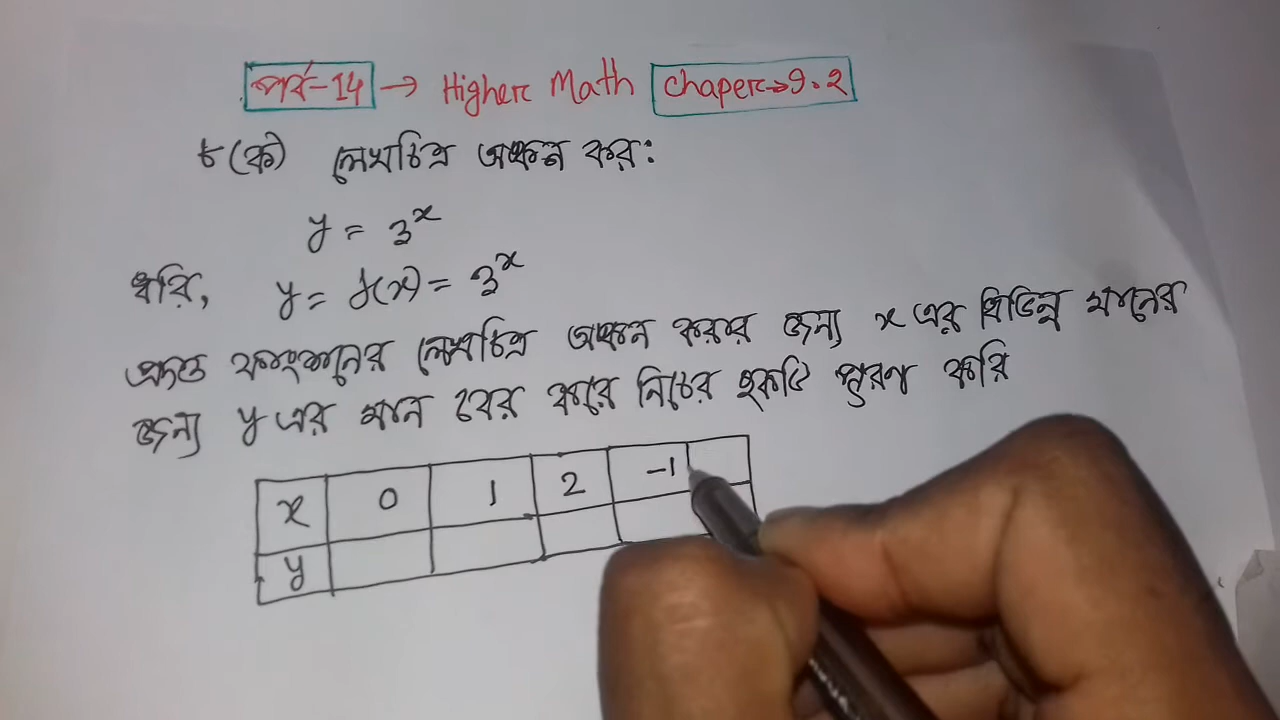 পর্ব-14 → Higher Math Chaper→9.2
৮(ক) লেখচিত্র অঙ্কন কর:
y = 3^x
ধরি, y = f(x) = 3^x
প্রদত্ত ফাংশনের লেখচিত্র অঙ্কন করার জন্য x এর বিভিন্ন মানের
জন্য y এর মান বের করে নিচের ছকটি পুরণ করি
x 0 1 2 -1
y